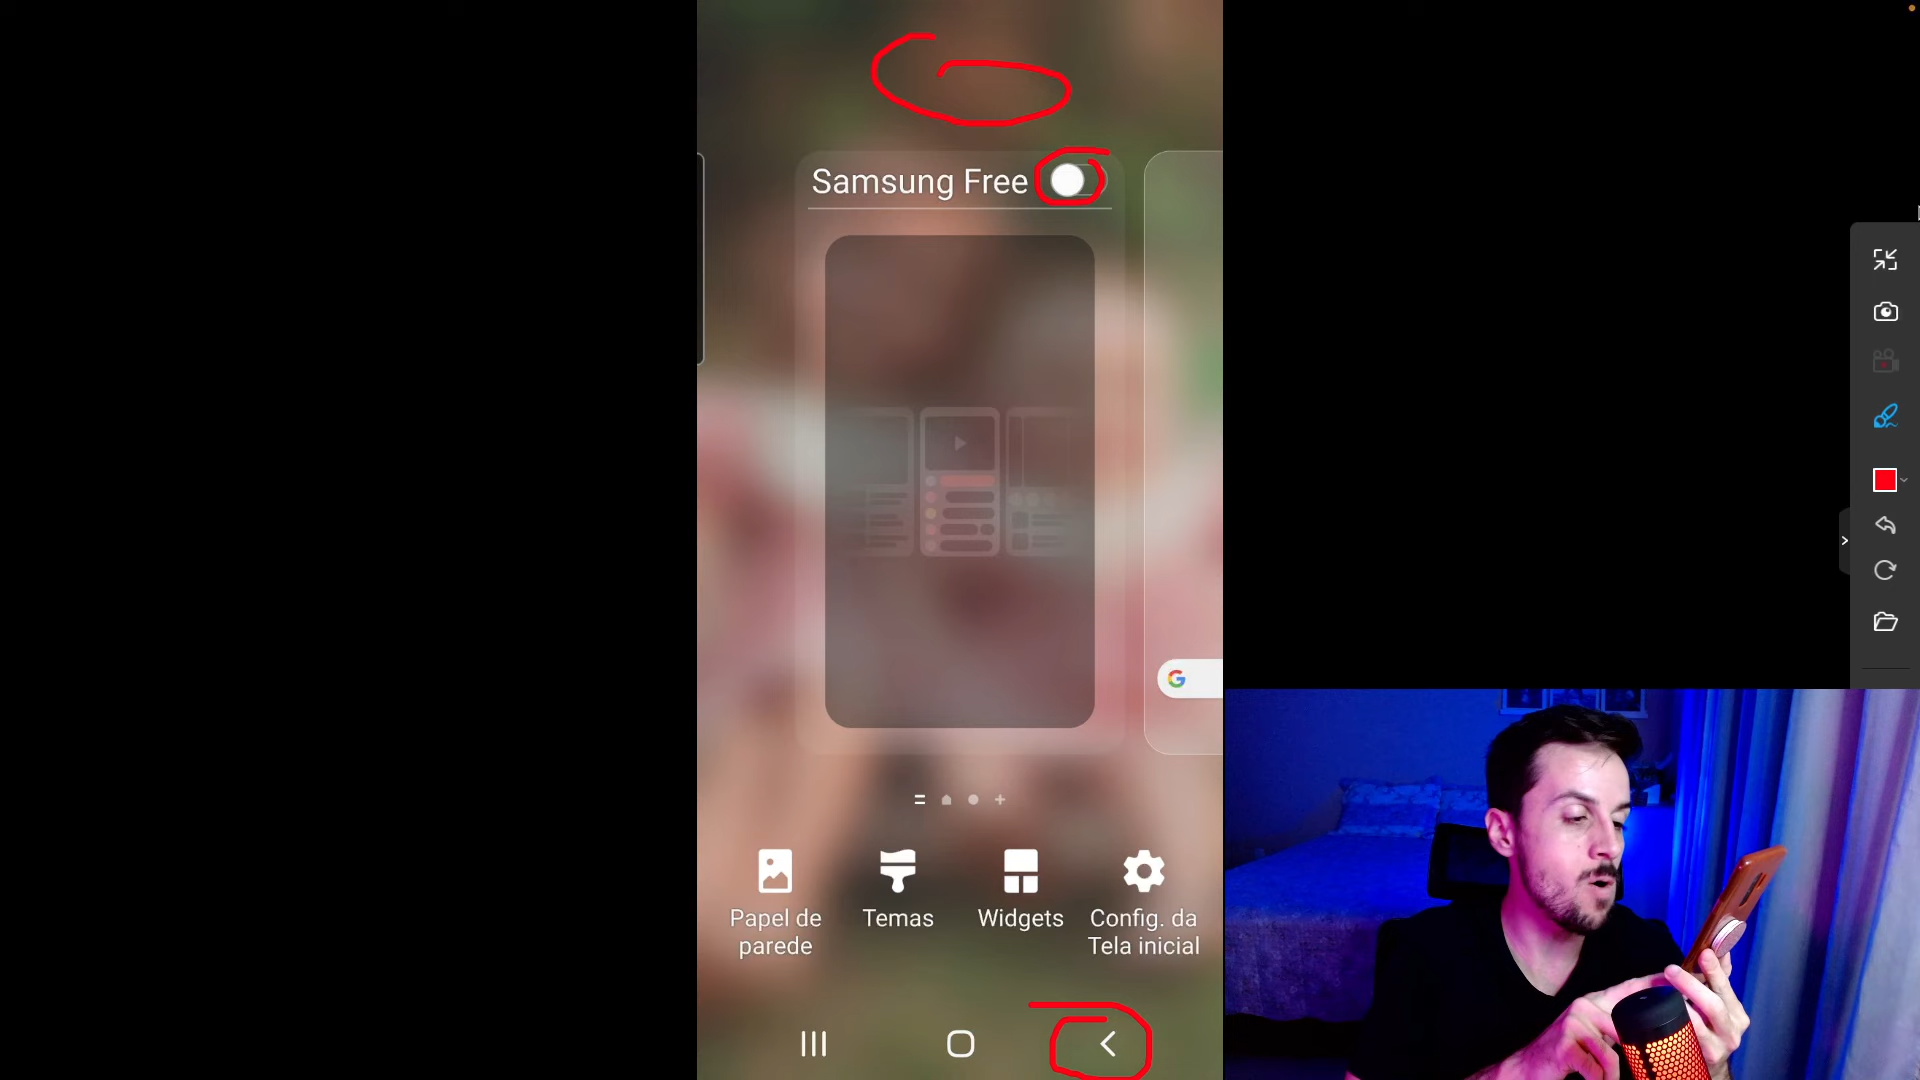 Samsung Free
G
Papel de
parede
Temas
Widgets
Config. da
Tela inicial